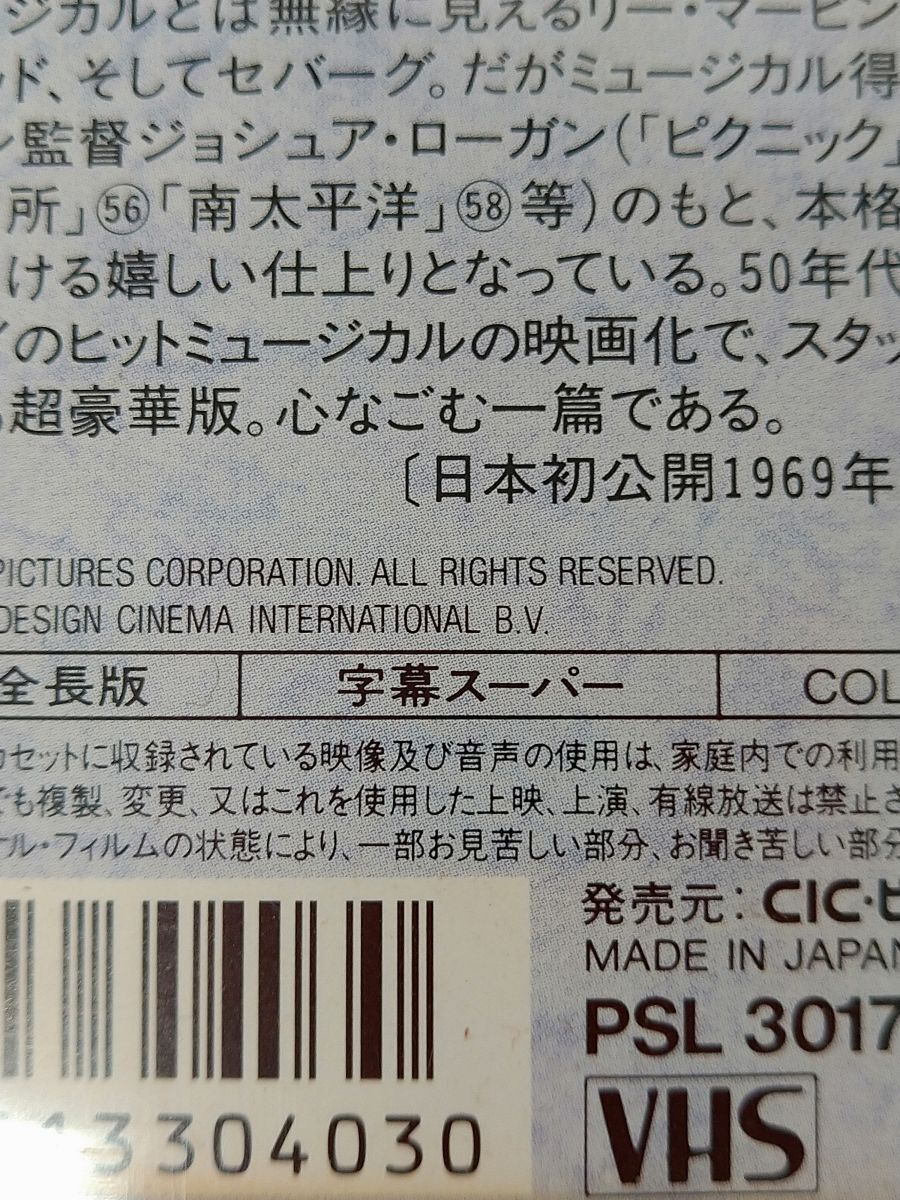 ジカルとは無縁に見えるリー・マービン
ッド、そしてセバーグ。だがミュージカル得
ン監督ジョシュア・ローガン(「ピクニック」
所」56「南太平洋」58等)のもと、本格
ける嬉しい仕上りとなっている。50年代
イのヒットミュージカルの映画化で、スタッ
る超豪華版。心なごむ一篇である。
〔日本初公開1969年
PICTURES CORPORATION. ALL RIGHTS RESERVED.
DESIGN CINEMA INTERNATIONAL B.V.
全長版
字幕スーパー
COL
カセットに収録されている映像及び音声の使用は、家庭内での利用
でも複製、変更、又はこれを使用した上映、上演、有線放送は禁止さ
ナル・フィルムの状態により、一部お見苦しい部分、お聞き苦しい部分
発売元:CIC・ビ
MADE IN JAPAN
PSL 3017
13304030
VHS